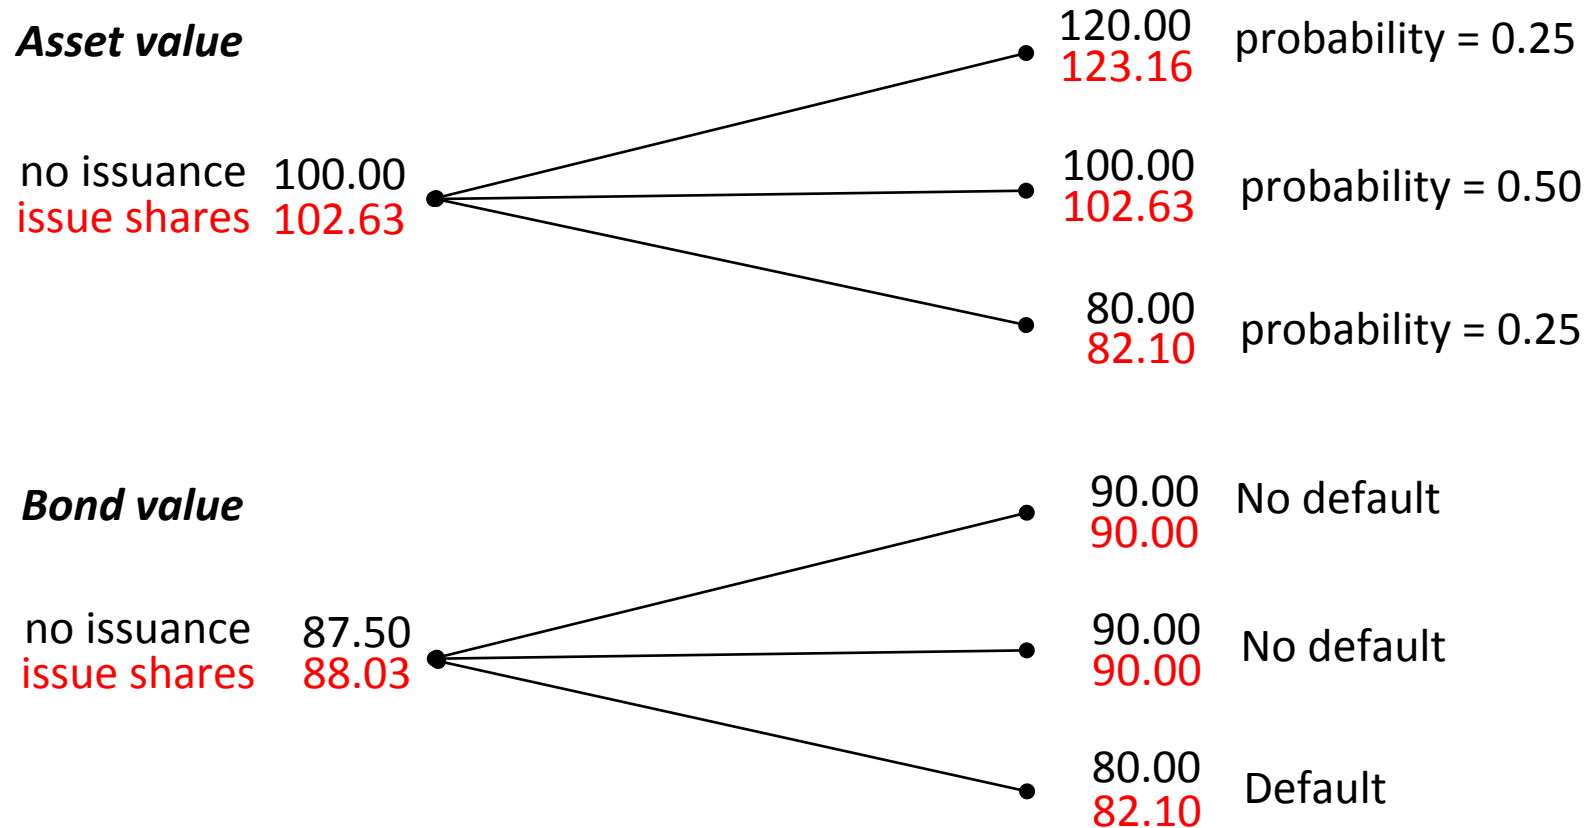 Asset value
120.00 probability = 0.25
123.16
no issuance 100.00
issue shares 102.63
100.00 probability = 0.50
102.63
80.00 probability = 0.25
82.10
Bond value
90.00 No default
90.00
no issuance 87.50
issue shares 88.03
90.00 No default
90.00
80.00 Default
82.10